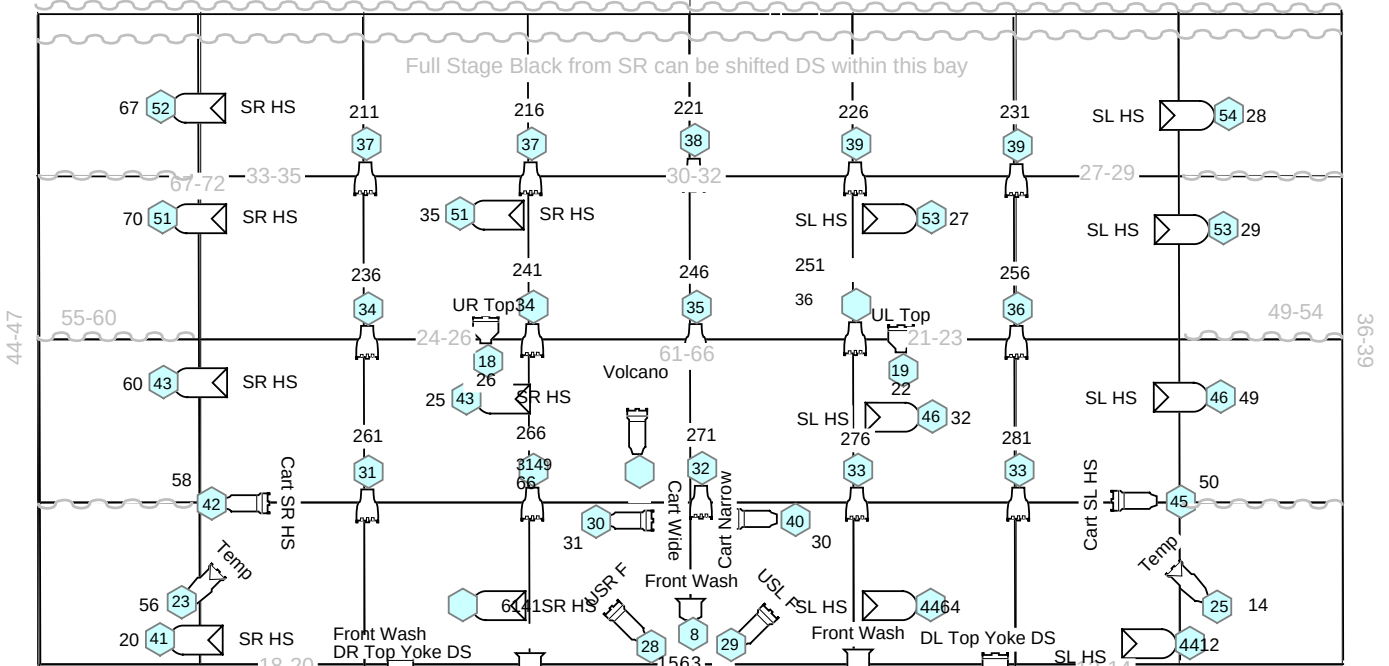 Full Stage Black from SR can be shifted DS within this bay
67 52 SR HS
211
216
221
226
231
SL HS 54 28
37
37
38
39
39
67-72
33-35
30-32
27-29
70 51 SR HS
35 51 SR HS
SL HS 53 27
SL HS 53 29
236
241
246
251
256
34
34
35
36
36
UR Top
UL Top
44-47
55-60
24-26
61-66
21-23
49-54
36-39
18
26
19
22
Volcano
60 43 SR HS
25 43 SR HS
SL HS 46 32
SL HS 46 49
261
266
271
276
281
31
3149
66
32
33
33
58
42
Cart SR HS
30
31
Cart Wide
Cart Narrow
40
30
Cart SL HS
45
50
Temp
56 23
Temp
25 14
USR F
Front Wash
USL F
6141SR HS
SL HS 4464
28
8
29
20 41 SR HS
Front Wash
DR Top Yoke DS
Front Wash
DL Top Yoke DS
SL HS 4412
18-20
1563